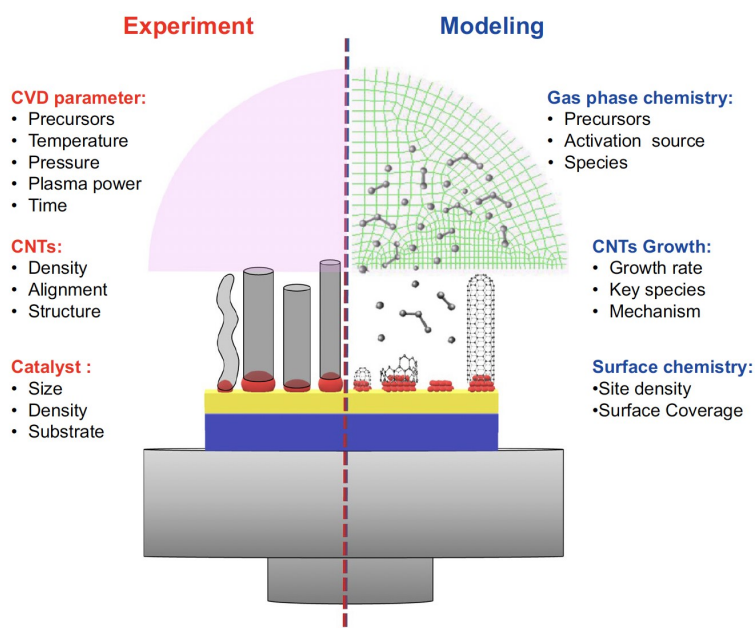 Experiment
Modeling
CVD parameter:
• Precursors
• Temperature
• Pressure
• Plasma power
• Time
CNTs:
• Density
• Alignment
• Structure
Catalyst :
• Size
• Density
• Substrate
Gas phase chemistry:
• Precursors
• Activation source
• Species
CNTs Growth:
• Growth rate
• Key species
• Mechanism
Surface chemistry:
•Site density
•Surface Coverage